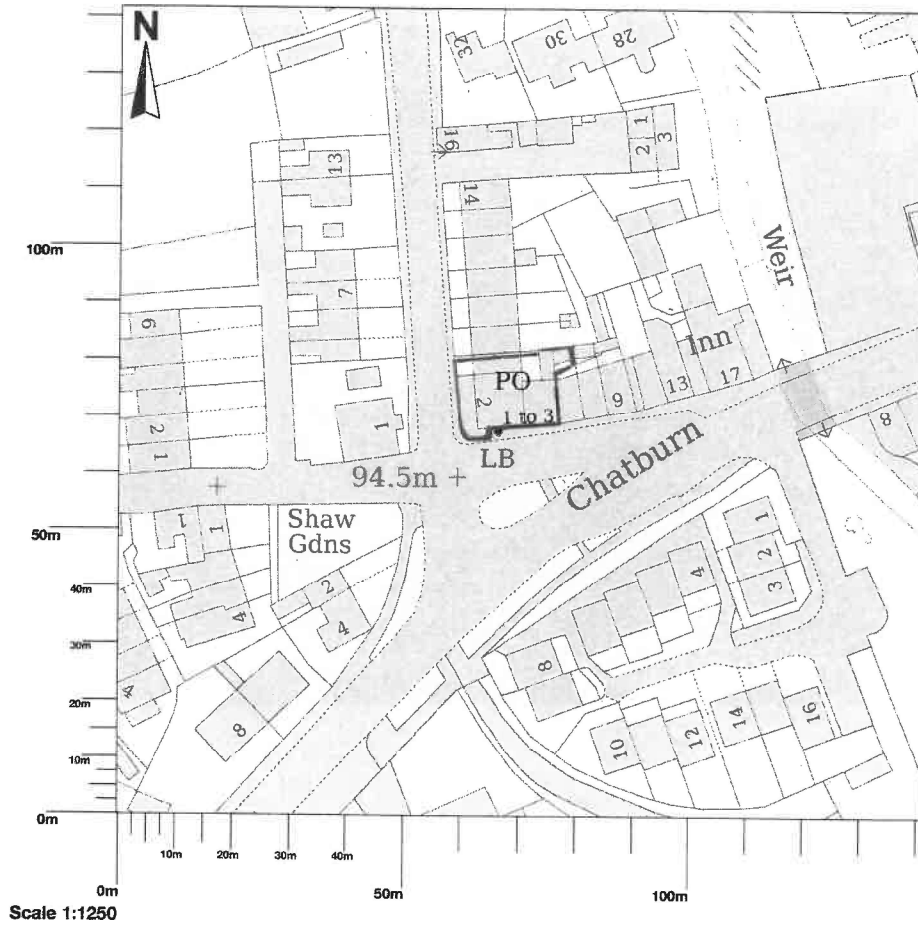 N
32
30
28
16
1
2
3
13
14
100m
Weir
7
6
Inn
PO
2
1 to 3
9
13
17
2
1
1
LB
94.5m
Chatburn
8
50m
Shaw
Gdns
1
1
1
2
3
4
40m
2
4
4
30m
8
4
20m
8
10
12
14
16
10m
0m
10m
20m
30m
40m
0m
50m
100m
Scale 1:1250